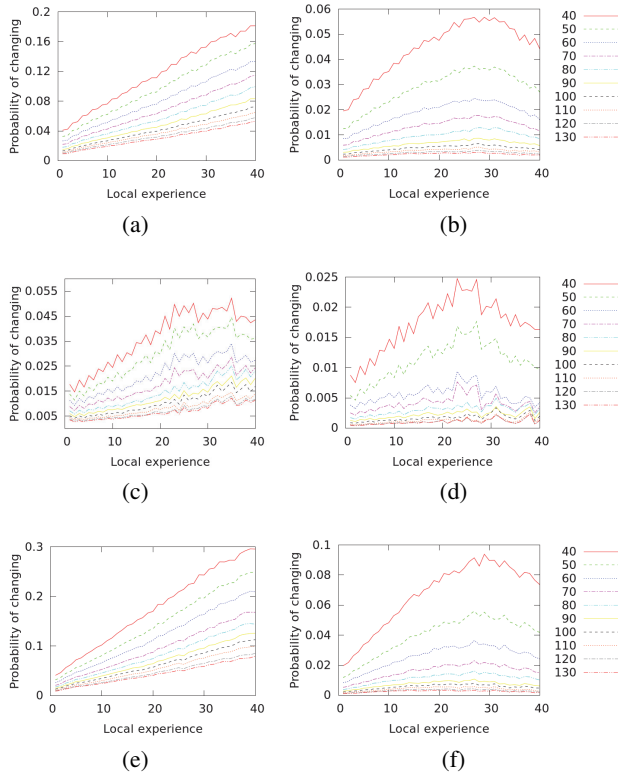 0.2
0.16
0.12
0.08
0.04
0
0 10 20 30 40
Probability of changing
Local experience
(a)
0.06
0.05
0.04
0.03
0.02
0.01
0
0 10 20 30 40
Probability of changing
Local experience
(b)
40
50
60
70
80
90
100
110
120
130
0.055
0.045
0.035
0.025
0.015
0.005
0 10 20 30 40
Probability of changing
Local experience
(c)
0.025
0.02
0.015
0.01
0.005
0
0 10 20 30 40
Probability of changing
Local experience
(d)
40
50
60
70
80
90
100
110
120
130
0.3
0.2
0.1
0
0 10 20 30 40
Probability of changing
Local experience
(e)
0.1
0.08
0.06
0.04
0.02
0
0 10 20 30 40
Probability of changing
Local experience
(f)
40
50
60
70
80
90
100
110
120
130